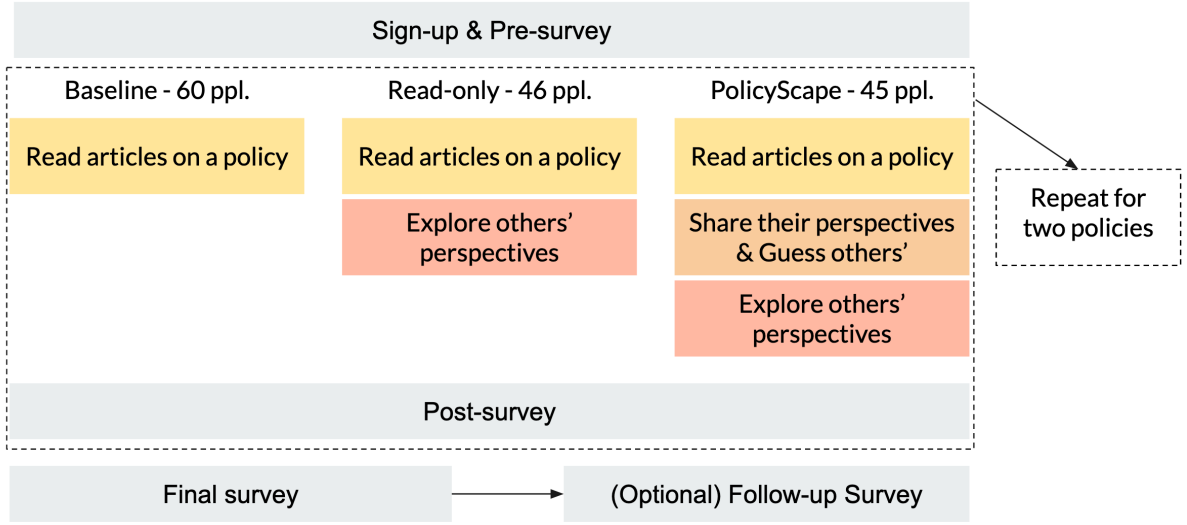 Sign-up & Pre-survey
Baseline - 60 ppl.
Read articles on a policy
Read-only - 46 ppl.
Read articles on a policy
Explore others’
perspectives
PolicyScape - 45 ppl.
Read articles on a policy
Share their perspectives
& Guess others’
Explore others’
perspectives
Repeat for
two policies
Post-survey
Final survey
(Optional) Follow-up Survey